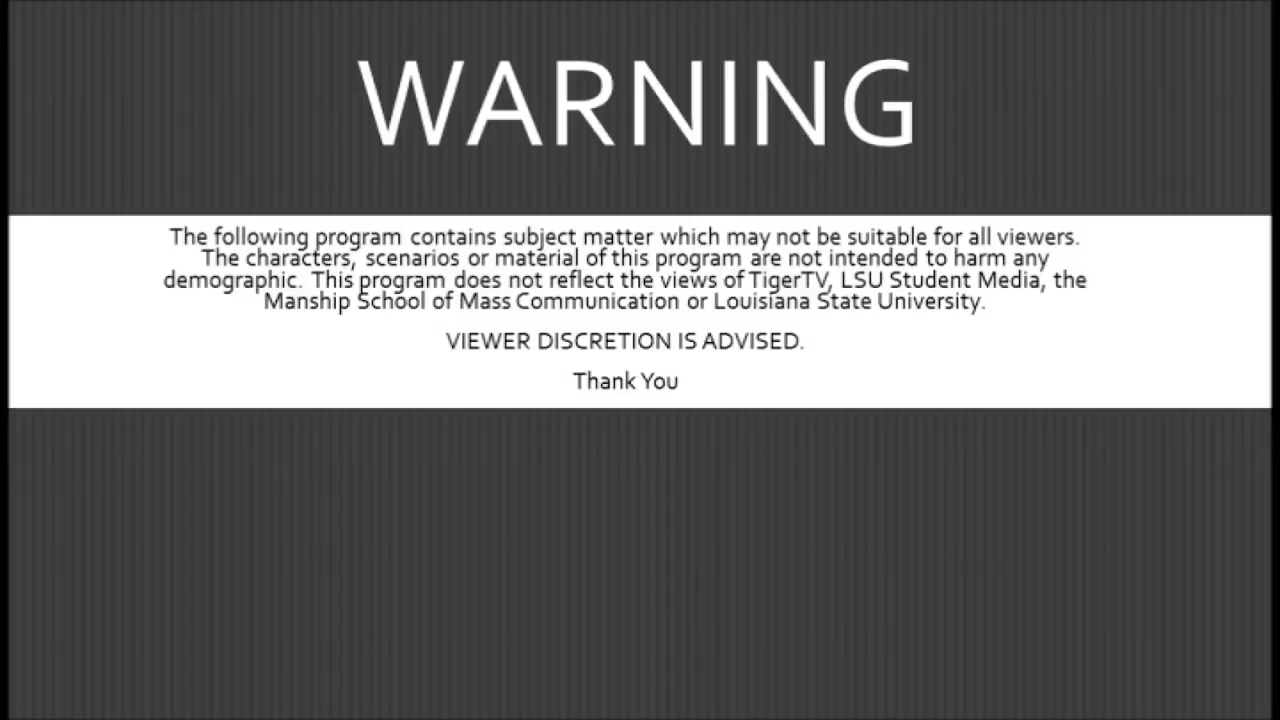 WARNING
The following program contains subject matter which may not be suitable for all viewers.
The characters, scenarios or material of this program are not intended to harm any
demographic. This program does not reflect the views of TigerTV, LSU Student Media, the
Manship School of Mass Communication or Louisiana State University.
VIEWER DISCRETION IS ADVISED.
Thank You